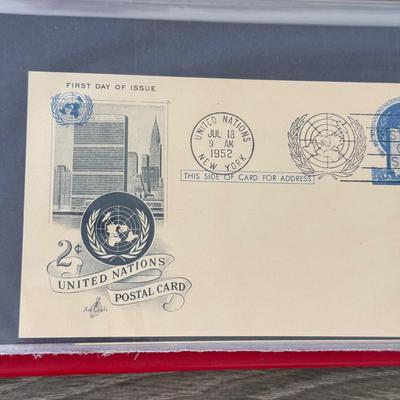 FIRST DAY OF ISSUE
UNITED NATIONS
JUL 18
9 AM
1952
NEW YORK
THIS SIDE OF CARD FOR ADDRESS
2¢
UNITED NATIONS
POSTAL CARD
ArtCraft